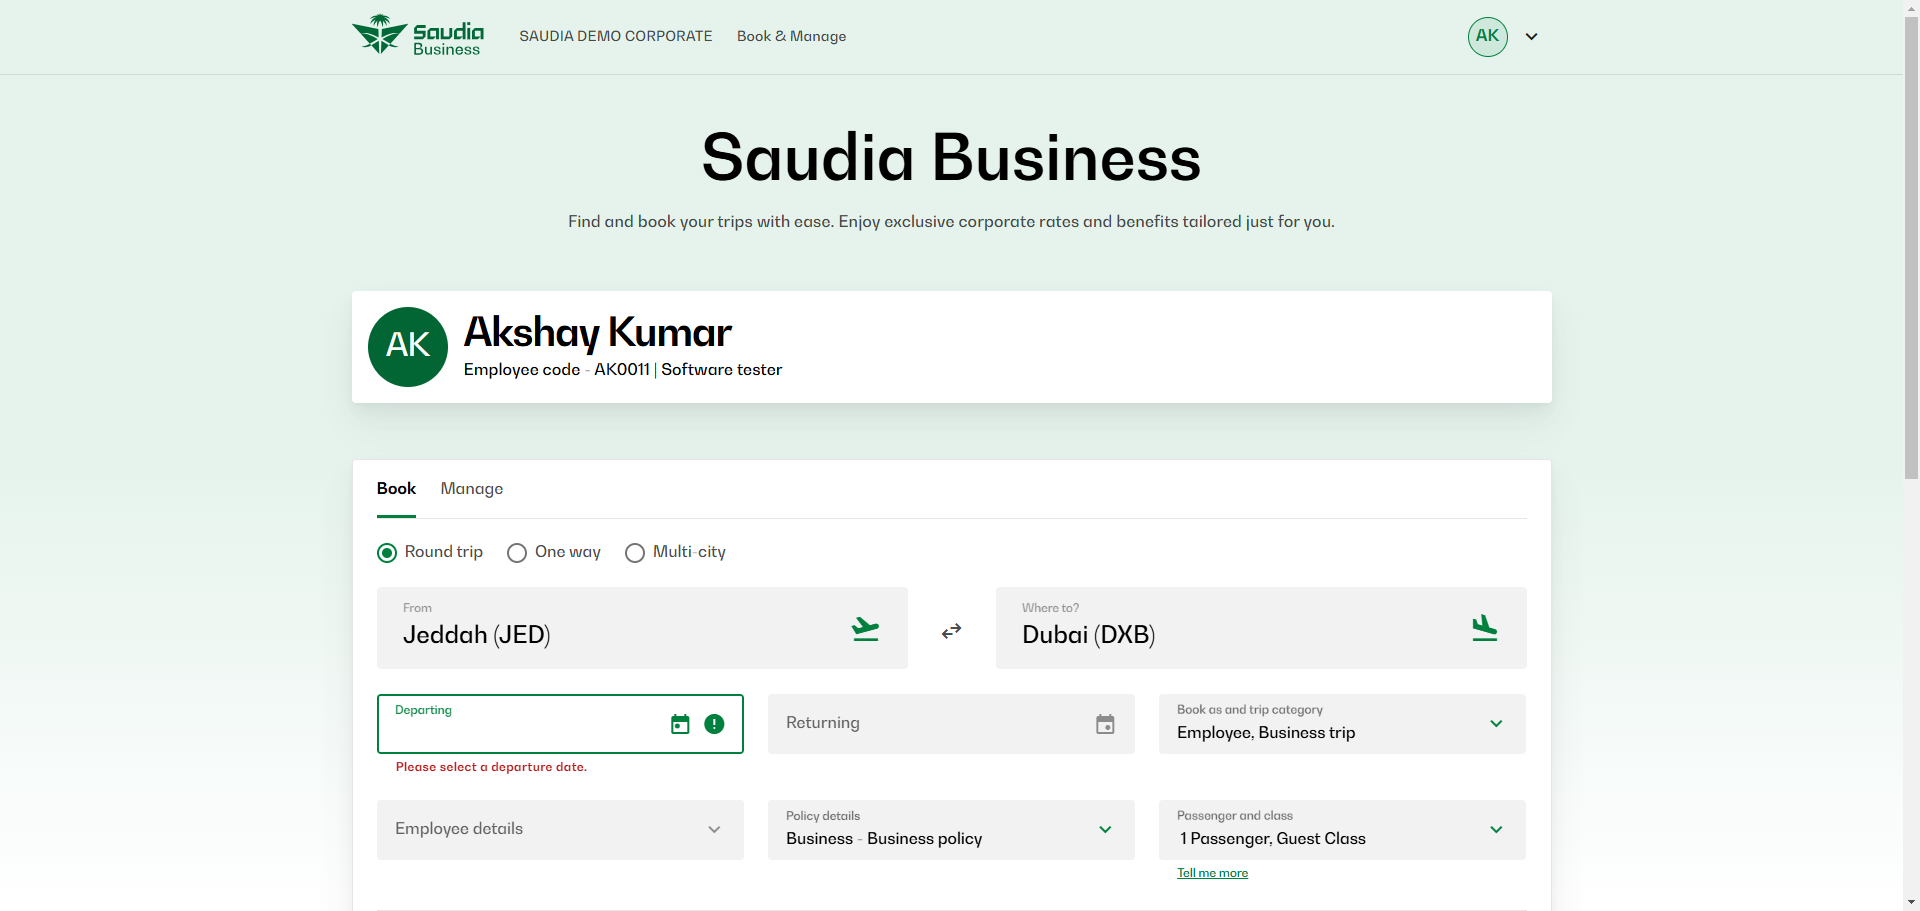 Saudia
Business
SAUDIA DEMO CORPORATE
Book & Manage
AK
Saudia Business
Find and book your trips with ease. Enjoy exclusive corporate rates and benefits tailored just for you.
AK
Akshay Kumar
Employee code - AK0011 | Software tester
Book
Manage
Round trip
One way
Multi-city
From
Jeddah (JED)
Where to?
Dubai (DXB)
Departing
Please select a departure date.
Returning
Book as and trip category
Employee, Business trip
Employee details
Policy details
Business - Business policy
Passenger and class
1 Passenger, Guest Class
Tell me more